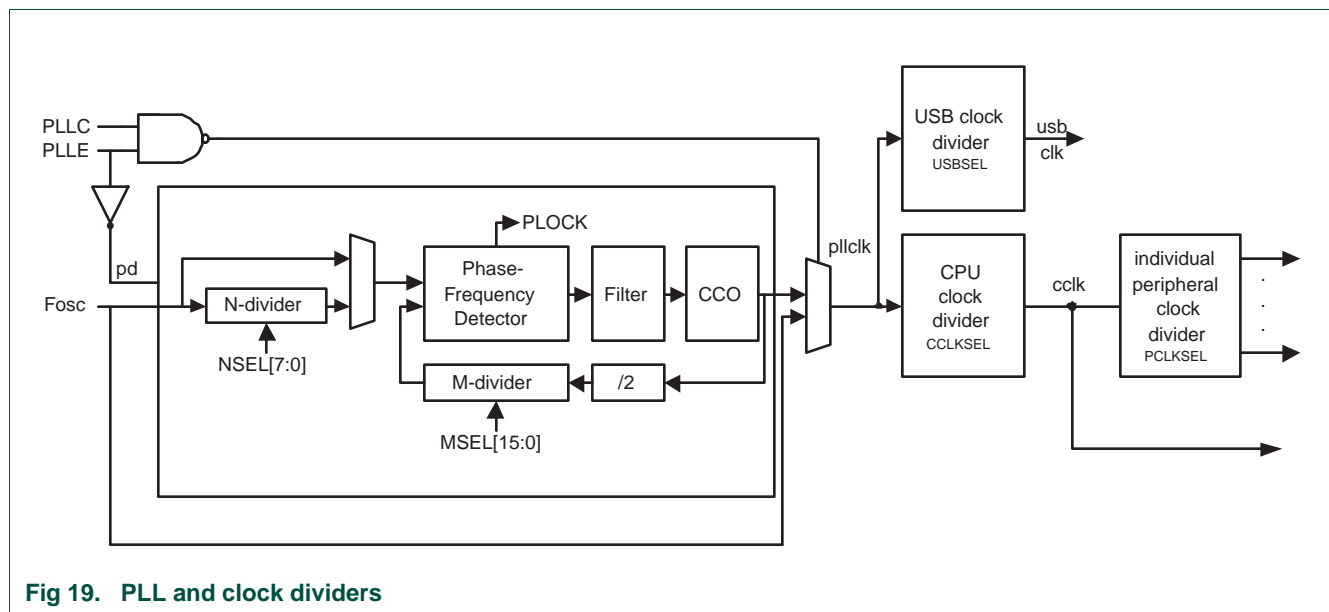 PLLC
PLLE
pd
Fosc
N-divider
NSEL[7:0]
PLOCK
Phase-
Frequency
Detector
Filter
CCO
M-divider
/2
MSEL[15:0]
pllclk
USB clock
divider
USBSEL
usb
clk
CPU
clock
divider
CCLKSEL
cclk
individual
peripheral
clock
divider
PCLKSEL
.
.
.
Fig 19. PLL and clock dividers